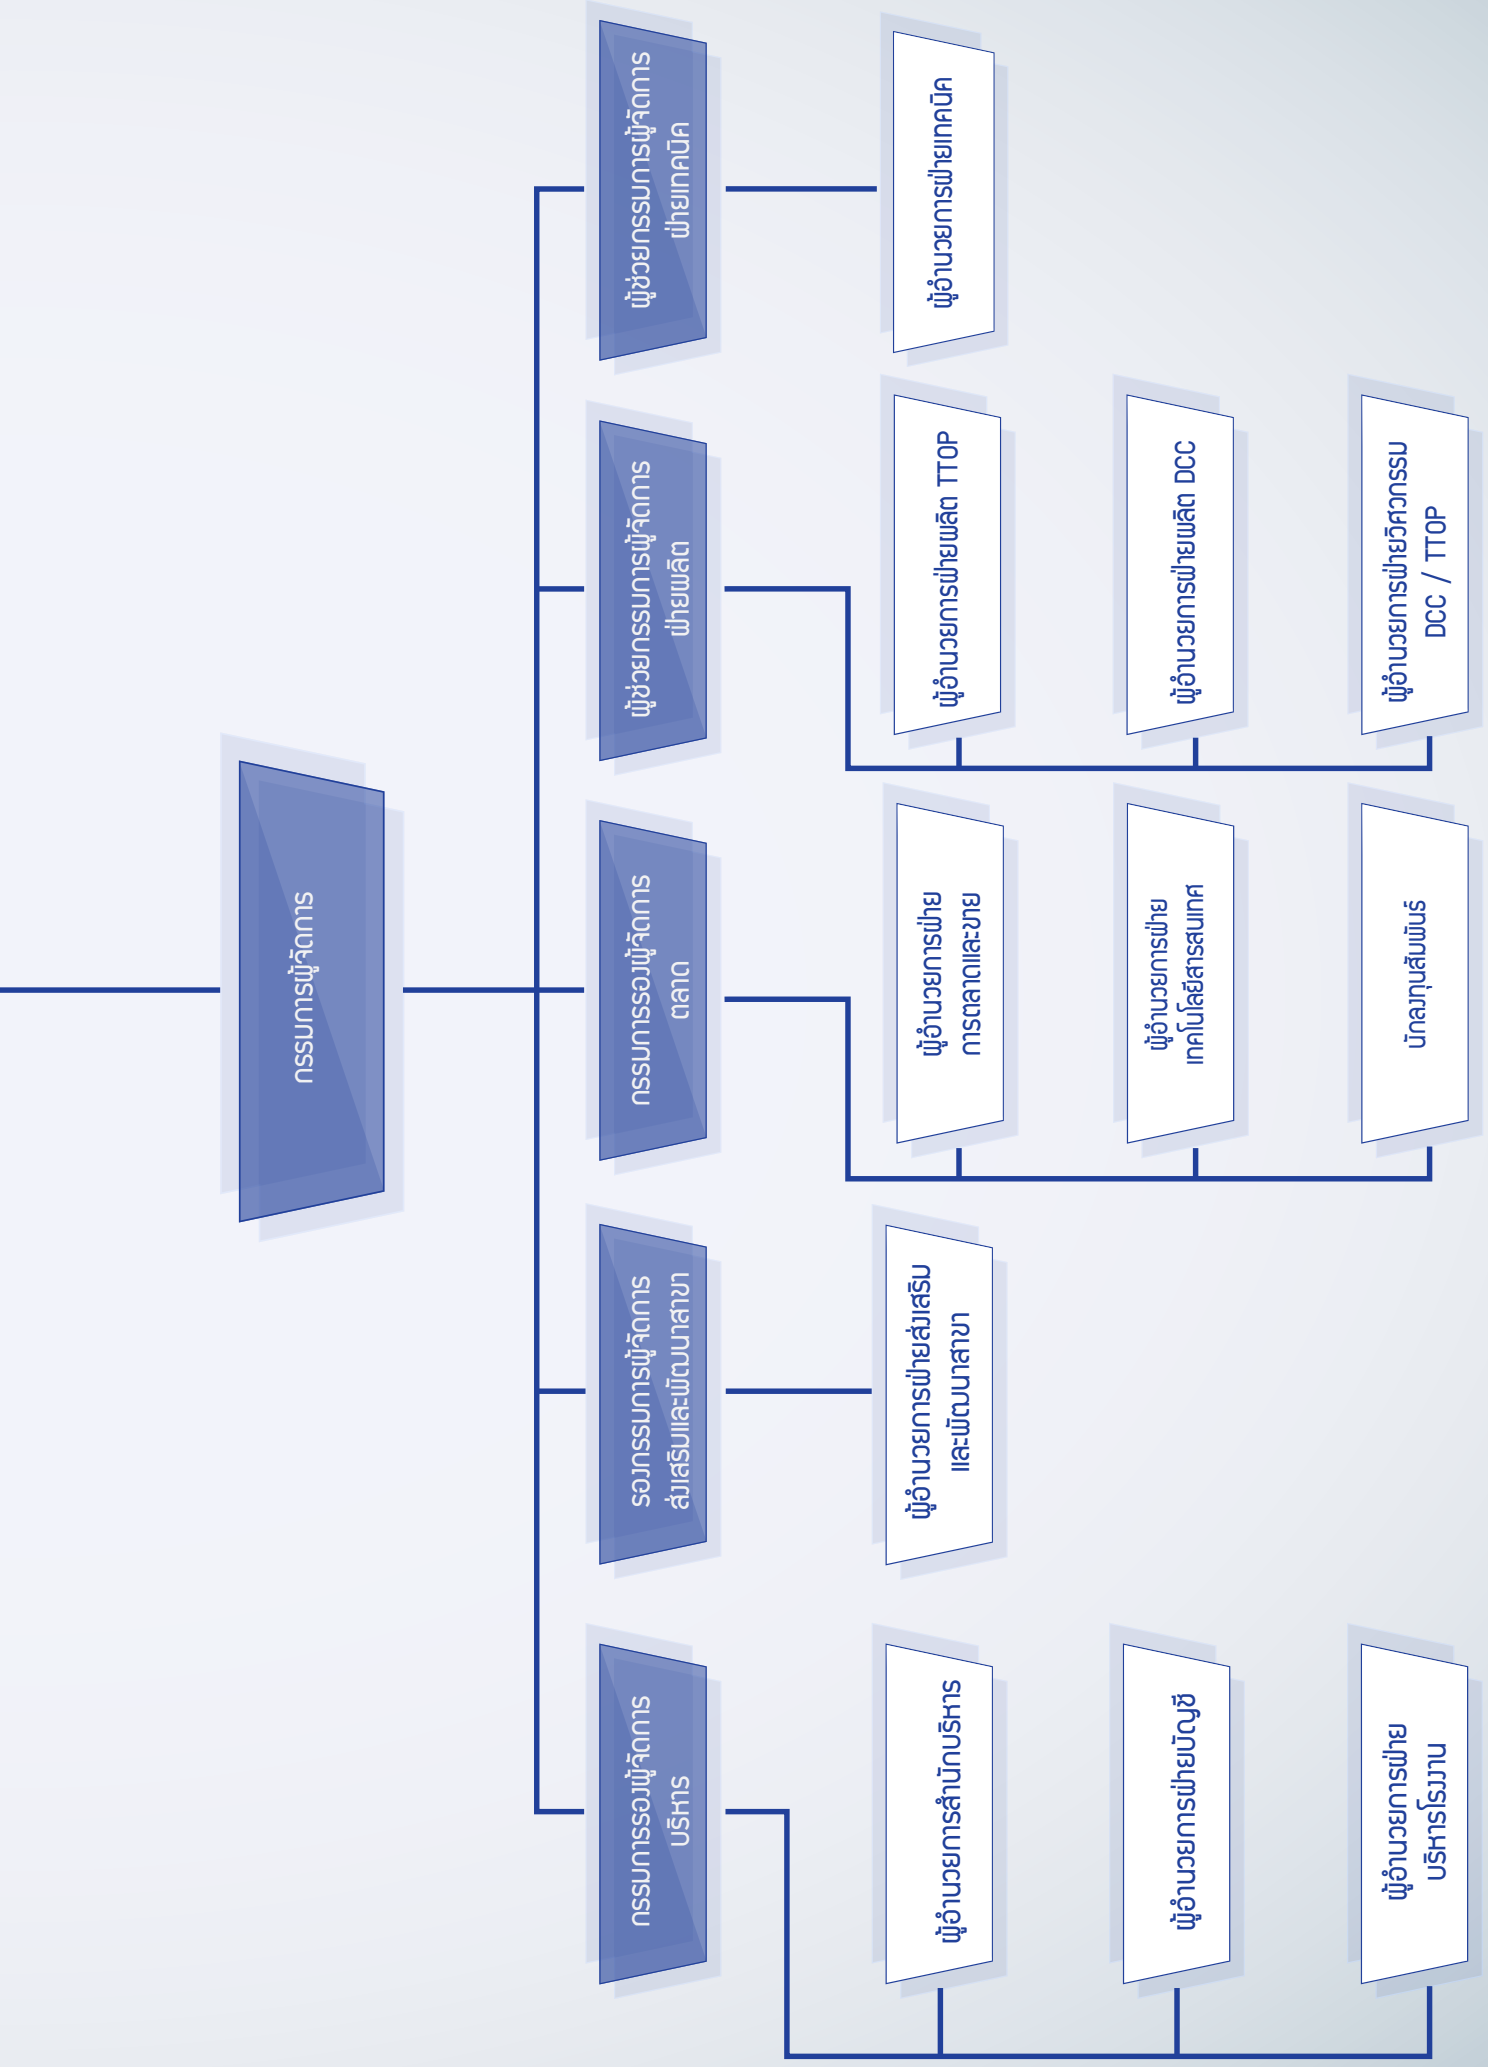 กรรมการผู้จัดการ
กรรมการรองผู้จัดการ
บริหาร
รองกรรมการผู้จัดการ
ส่งเสริมและพัฒนาสาขา
กรรมการรองผู้จัดการ
ตลาด
ผู้ช่วยกรรมการผู้จัดการ
ฝ่ายผลิต
ผู้ช่วยกรรมการผู้จัดการ
ฝ่ายเทคนิค
ผู้อำนวยการสำนักบริหาร
ผู้อำนวยการฝ่ายส่งเสริม
และพัฒนาสาขา
ผู้อำนวยการฝ่าย
การตลาดและขาย
ผู้อำนวยการฝ่ายผลิต TTOP
ผู้อำนวยการฝ่ายเทคนิค
ผู้อำนวยการฝ่ายบัญชี
ผู้อำนวยการฝ่าย
เทคโนโลยีสารสนเทศ
ผู้อำนวยการฝ่ายผลิต DCC
ผู้อำนวยการฝ่าย
บริหารโรงงาน
นักลงทุนสัมพันธ์
ผู้อำนวยการฝ่ายวิศวกรรม
DCC / TTOP